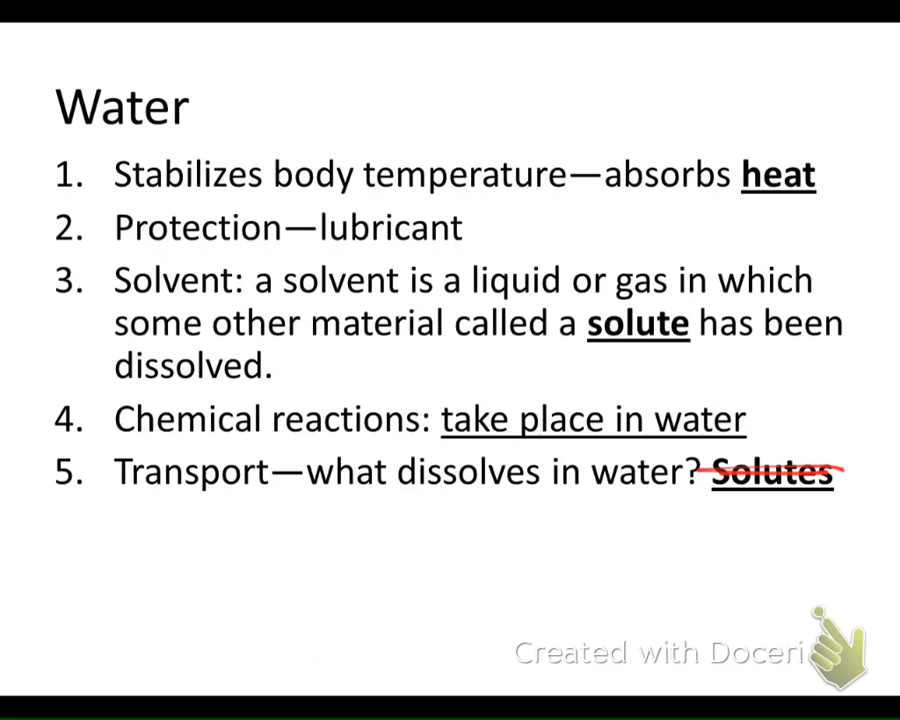 Water
1. Stabilizes body temperature—absorbs heat
2. Protection—lubricant
3. Solvent: a solvent is a liquid or gas in which
some other material called a solute has been
dissolved.
4. Chemical reactions: take place in water
5. Transport—what dissolves in water? Solutes
Created with Doceri